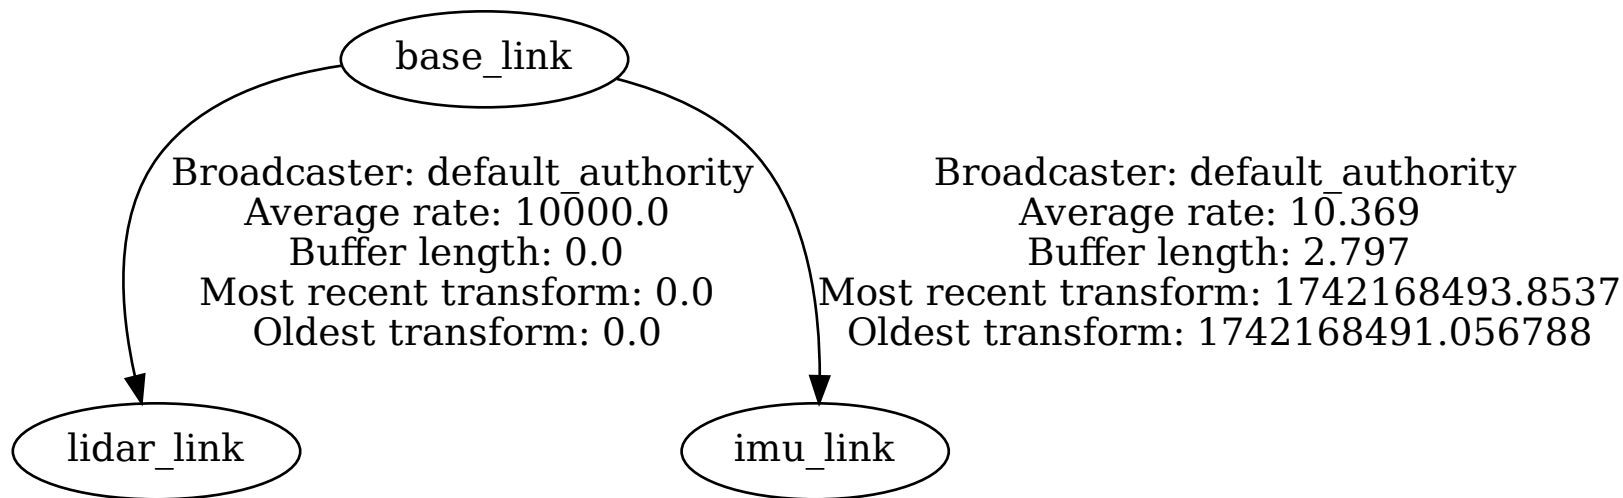 base_link
Broadcaster: default_authority
Average rate: 10000.0
Buffer length: 0.0
Most recent transform: 0.0
Oldest transform: 0.0
Broadcaster: default_authority
Average rate: 10.369
Buffer length: 2.797
Most recent transform: 1742168493.8537
Oldest transform: 1742168491.056788
lidar_link
imu_link